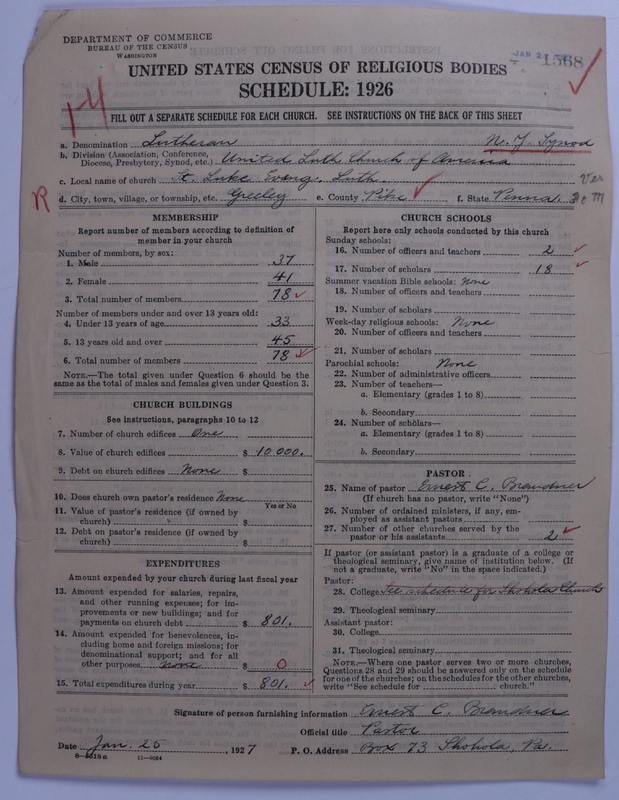 DEPARTMENT OF COMMERCE
BUREAU OF THE CENSUS
WASHINGTON
JAN 2
1568
UNITED STATES CENSUS OF RELIGIOUS BODIES
SCHEDULE: 1926
14
FILL OUT A SEPARATE SCHEDULE FOR EACH CHURCH. SEE INSTRUCTIONS ON THE BACK OF THIS SHEET
a. Denomination Lutheran N. Y. Synod
b. Division (Association, Conference, Diocese, Presbytery, Synod, etc.) United Luth Church of America
c. Local name of church St. Luke Evang. Luth.
R d. City, town, village, or township, etc. Greeley e. County Pike f. State Penna.
MEMBERSHIP
Report number of members according to definition of
member in your church
Number of members, by sex:
1. Male 37
2. Female 41
3. Total number of members 78
Number of members under and over 13 years old:
4. Under 13 years of age 33
5. 13 years old and over 45
6. Total number of members 78
NOTE.—The total given under Question 6 should be the
same as the total of males and females given under Question 3.
CHURCH BUILDINGS
See instructions, paragraphs 10 to 12
7. Number of church edifices One
8. Value of church edifices $ 10 000.
9. Debt on church edifices None $
10. Does church own pastor's residence None
Yes or No
11. Value of pastor's residence (if owned by
church) $
12. Debt on pastor's residence (if owned by
church) $
EXPENDITURES
Amount expended by your church during last fiscal year
13. Amount expended for salaries, repairs,
and other running expenses; for im-
provements or new buildings; and for
payments on church debt $ 801.
14. Amount expended for benevolences, in-
cluding home and foreign missions; for
denominational support; and for all
other purposes None $ 0
15. Total expenditures during year $ 801.
CHURCH SCHOOLS
Report here only schools conducted by this church
Sunday schools:
16. Number of officers and teachers 2
17. Number of scholars 18
Summer vacation Bible schools: None
18. Number of officers and teachers
19. Number of scholars
Week-day religious schools: None
20. Number of officers and teachers
21. Number of scholars
Parochial schools: None
22. Number of administrative officers
23. Number of teachers—
a. Elementary (grades 1 to 8)
b. Secondary
24. Number of scholars—
a. Elementary (grades 1 to 8)
b. Secondary
PASTOR
25. Name of pastor Ernest C. Brandner
(If church has no pastor, write "None")
26. Number of ordained ministers, if any, em-
ployed as assistant pastors
27. Number of other churches served by the
pastor or his assistants 2
If pastor (or assistant pastor) is a graduate of a college or
theological seminary, give name of institution below. (If
not a graduate, write "No" in the space indicated.)
Pastor:
28. College See schedule for Shohola Church
29. Theological seminary
Assistant pastor:
30. College
31. Theological seminary
NOTE.—Where one pastor serves two or more churches,
Questions 28 and 29 should be answered only on the schedule
for one of the churches; on the schedules for the other churches,
write "See schedule for church."
Signature of person furnishing information Ernest C. Brandner
Official title Pastor
Date Jan. 25, 1927 P. O. Address Box 73 Shohola, Pa.
8—4518a 11—9024